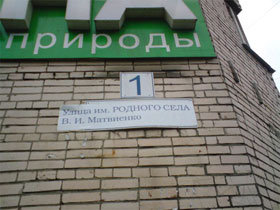 природы
1
Улица им. РОДНОГО СЕЛА
В. И. Матвиенко